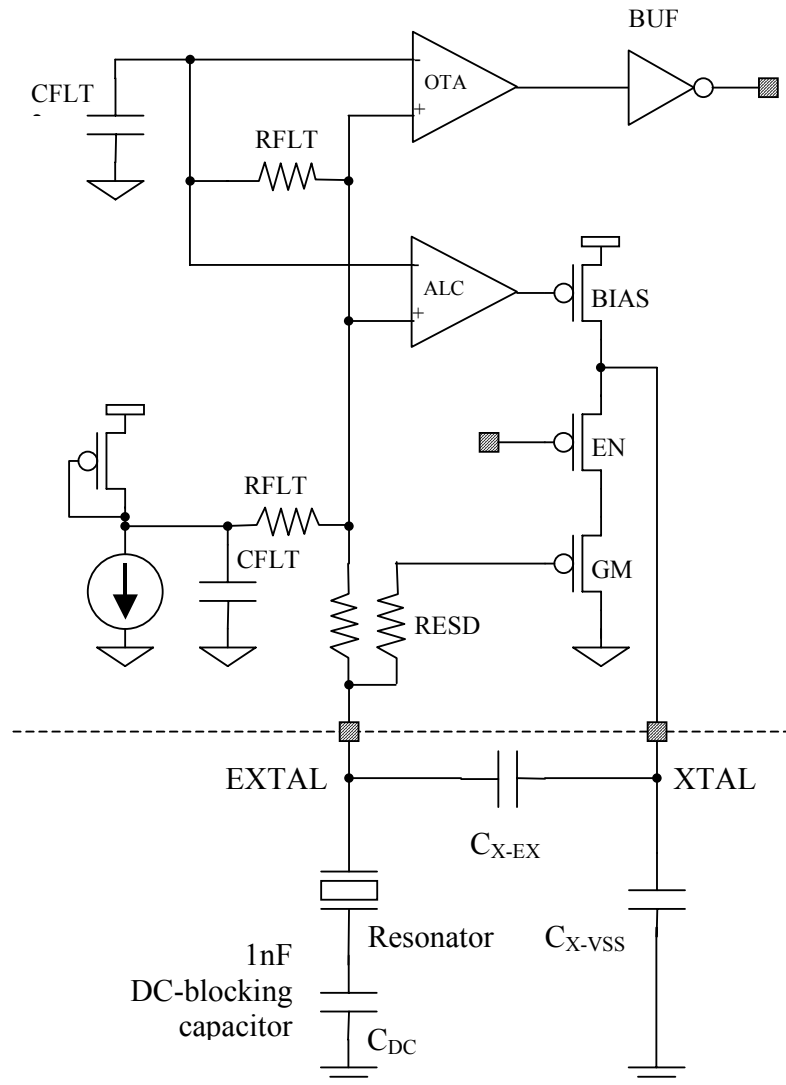 BUF
OTA
-
+
CFLT
RFLT
ALC
-
+
BIAS
EN
RFLT
CFLT
GM
RESD
EXTAL
XTAL
C_X-EX
Resonator
C_X-VSS
1nF
DC-blocking
capacitor
C_DC